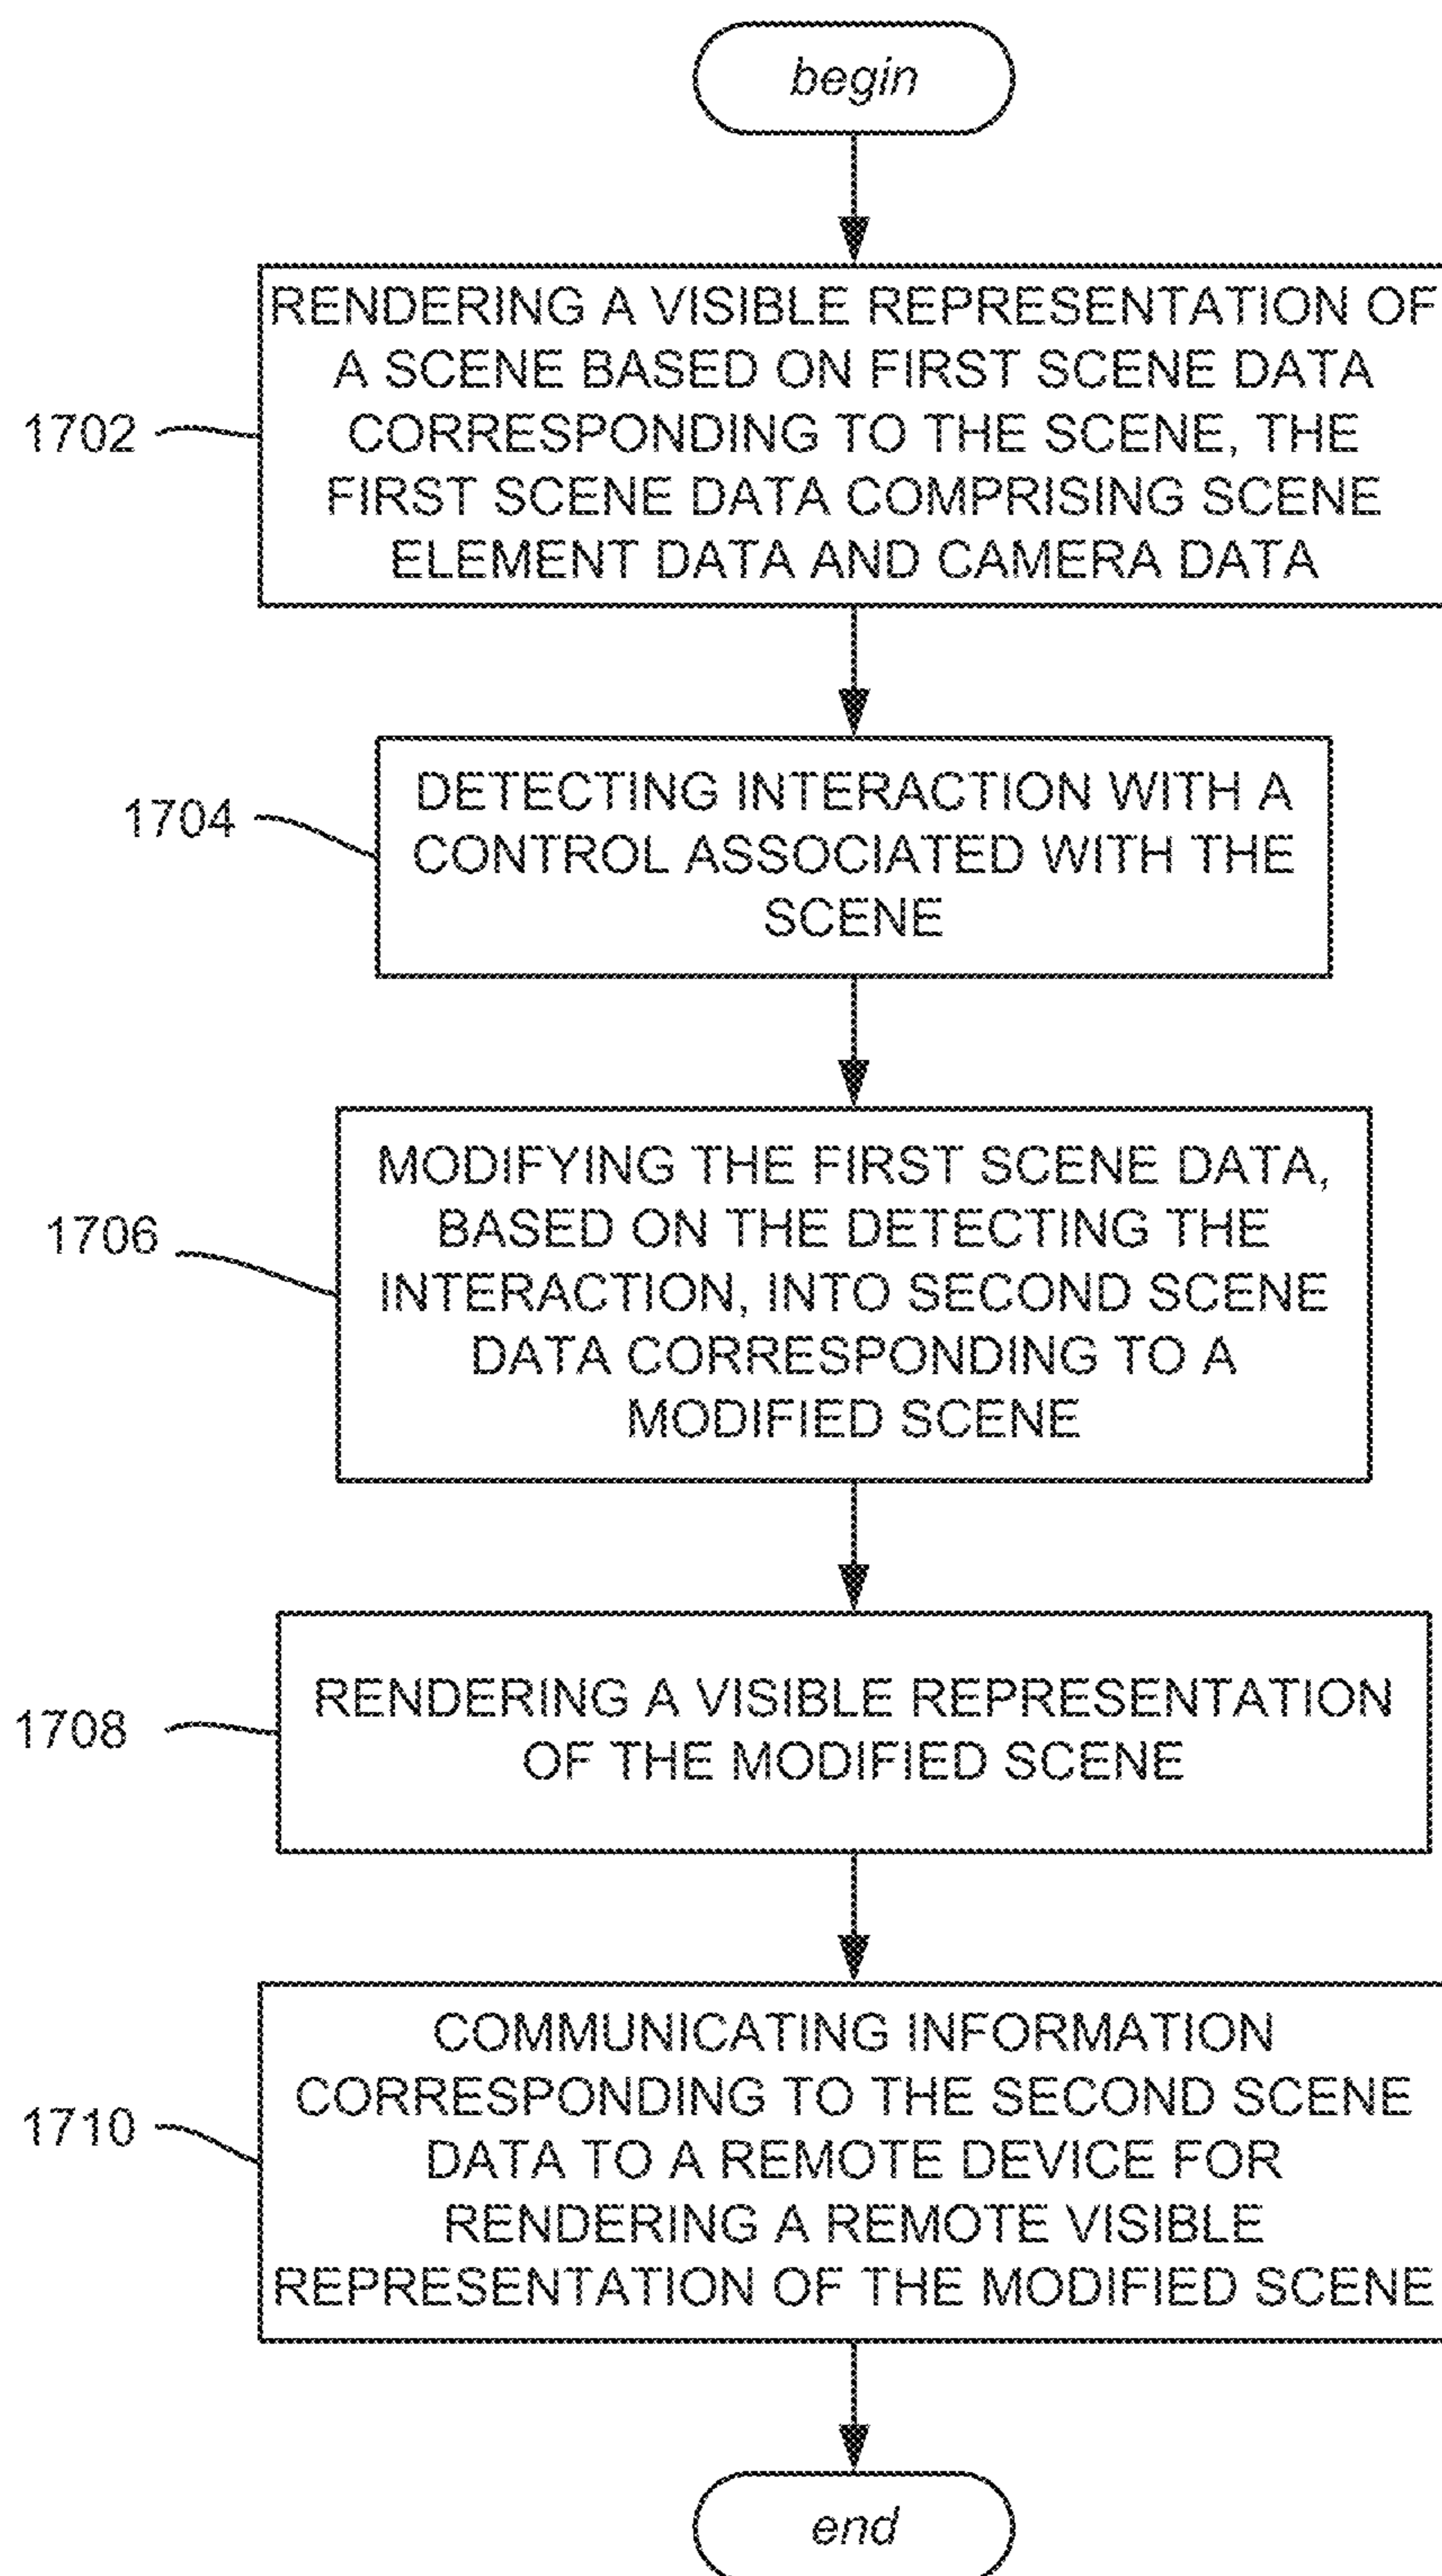 begin
RENDERING A VISIBLE REPRESENTATION OF
A SCENE BASED ON FIRST SCENE DATA
1702
CORRESPONDING TO THE SCENE, THE
FIRST SCENE DATA COMPRISING SCENE
ELEMENT DATA AND CAMERA DATA
1704
DETECTING INTERACTION WITH A
CONTROL ASSOCIATED WITH THE
SCENE
1706
MODIFYING THE FIRST SCENE DATA,
BASED ON THE DETECTING THE
INTERACTION, INTO SECOND SCENE
DATA CORRESPONDING TO A
MODIFIED SCENE
1708
RENDERING A VISIBLE REPRESENTATION
OF THE MODIFIED SCENE
1710
COMMUNICATING INFORMATION
CORRESPONDING TO THE SECOND SCENE
DATA TO A REMOTE DEVICE FOR
RENDERING A REMOTE VISIBLE
REPRESENTATION OF THE MODIFIED SCENE
end